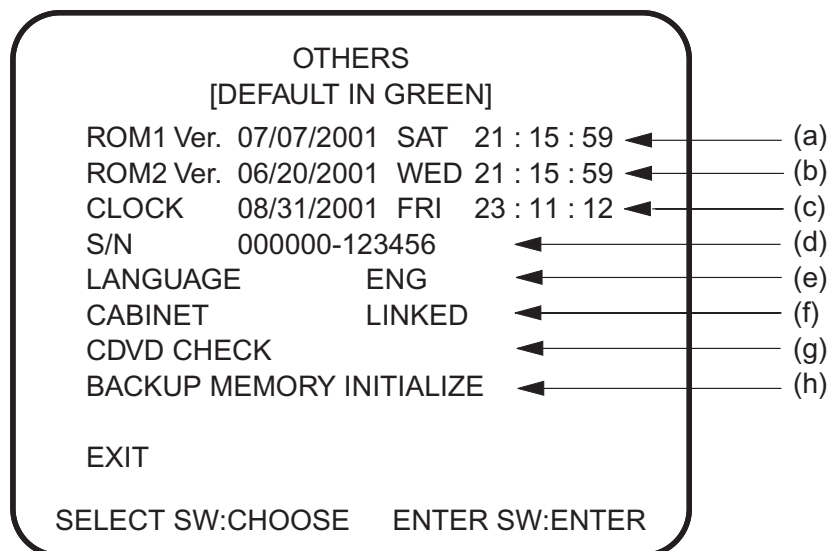 OTHERS
[DEFAULT IN GREEN]
ROM1 Ver. 07/07/2001 SAT 21 : 15 : 59 (a)
ROM2 Ver. 06/20/2001 WED 21 : 15 : 59 (b)
CLOCK 08/31/2001 FRI 23 : 11 : 12 (c)
S/N 000000-123456 (d)
LANGUAGE ENG (e)
CABINET LINKED (f)
CDVD CHECK (g)
BACKUP MEMORY INITIALIZE (h)
EXIT
SELECT SW:CHOOSE ENTER SW:ENTER